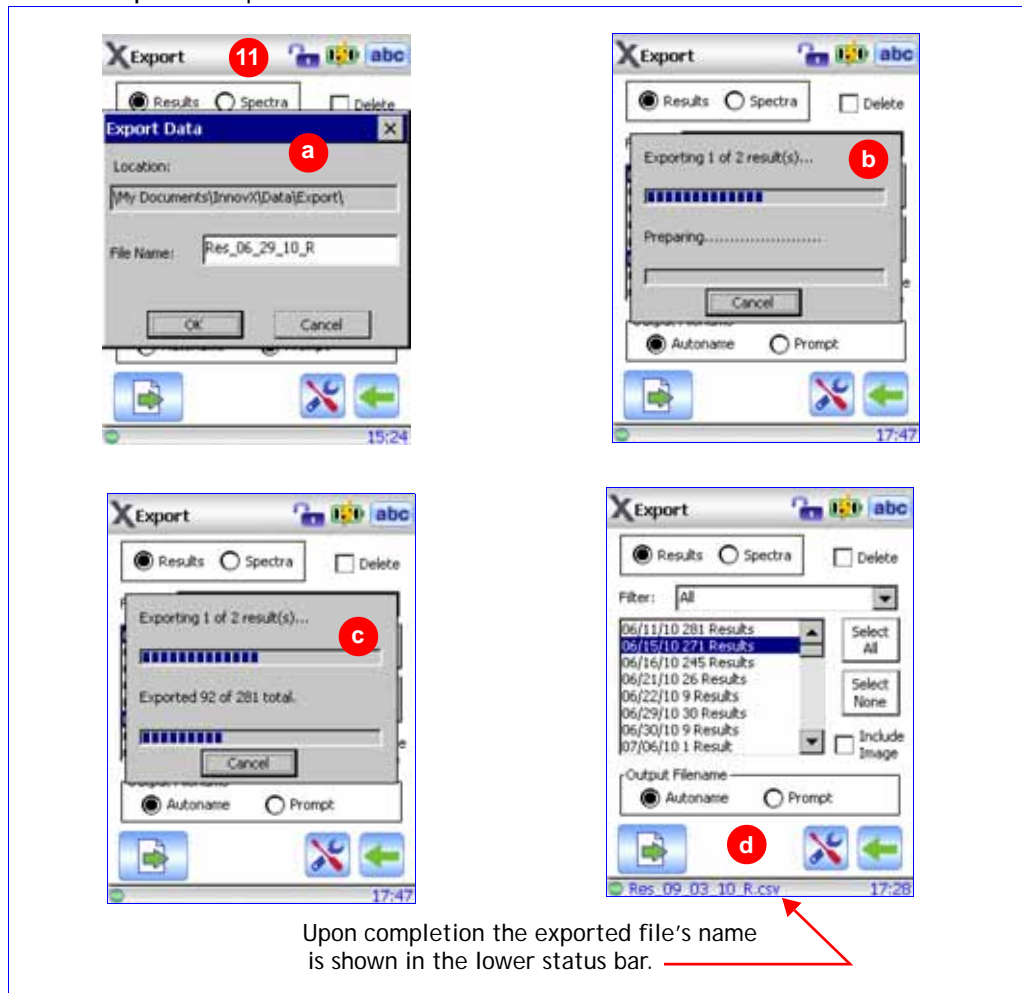 XExport 11 abc
Results Spectra Delete
Export Data
a
Location:
\My Documents\InnovX\Data\Export\
File Name: Res_06_29_10_R
OK Cancel
15:24
XExport abc
Results Spectra Delete
Exporting 1 of 2 result(s)...
b
Preparing.......................
Cancel
Autoname Prompt
17:47
XExport abc
Results Spectra Delete
Exporting 1 of 2 result(s)...
c
Exported 92 of 281 total.
Cancel
Autoname Prompt
17:47
XExport abc
Results Spectra Delete
Filter: All
06/11/10 281 Results
06/15/10 271 Results
06/16/10 245 Results
06/21/10 26 Results
06/22/10 9 Results
06/29/10 30 Results
06/30/10 9 Results
07/06/10 1 Result
Select All
Select None
Include Image
Output Filename
Autoname Prompt
d
Res_09_03_10_R.csv 17:28
Upon completion the exported file's name
is shown in the lower status bar.